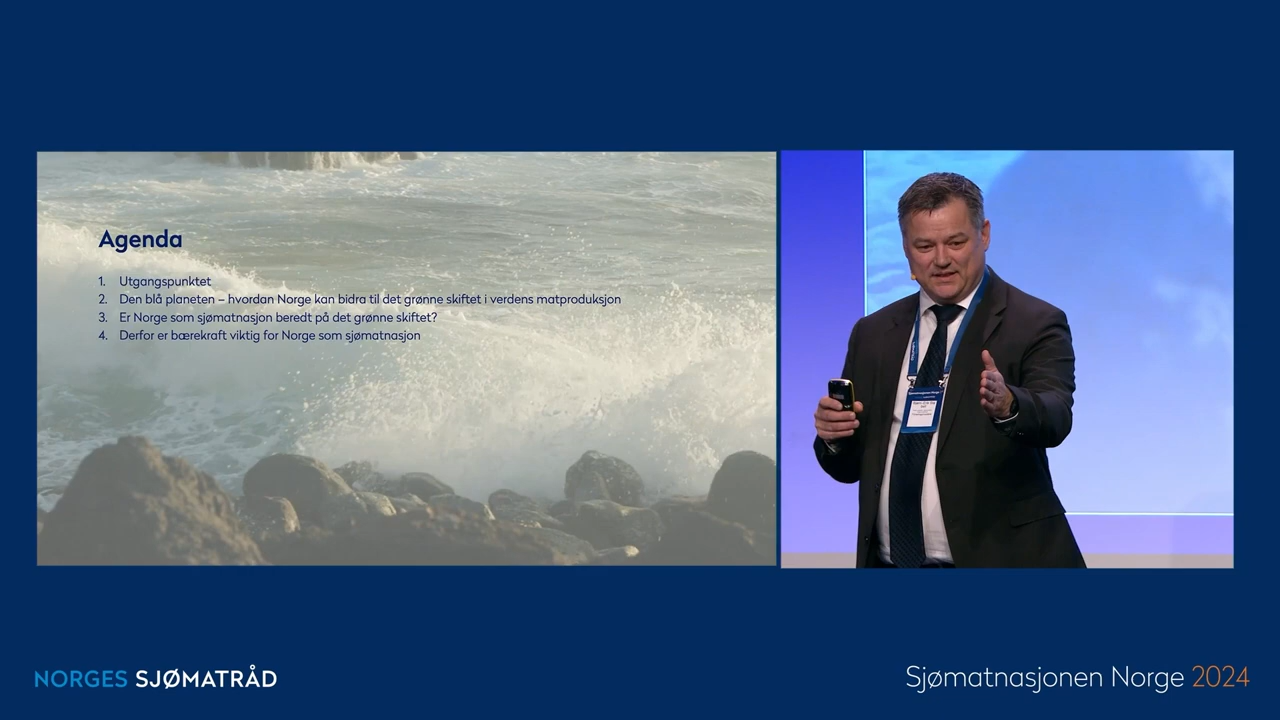 Agenda
1. Utgangspunktet
2. Den blå planeten – hvordan Norge kan bidra til det grønne skiftet i verdens matproduksjon
3. Er Norge som sjømatnasjon beredt på det grønne skiftet?
4. Derfor er bærekraft viktig for Norge som sjømatnasjon
NORGES SJØMATRÅD
Sjømatnasjonen Norge 2024